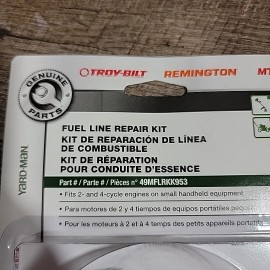 TROY-BILT REMINGTON MT
GENUINE
PARTS
YARD-MAN
FUEL LINE REPAIR KIT
KIT DE REPARACIÓN DE LÍNEA
DE COMBUSTIBLE
KIT DE RÉPARATION
POUR CONDUITE D'ESSENCE
Part # / Parte # / Pièces n° 49MFLRKK953
• Fits 2- and 4-cycle engines on small handheld equipment
• Para motores de 2 y 4 tiempos de equipos portátiles
• Pour les moteurs à 2 et à 4 temps des petits appareils